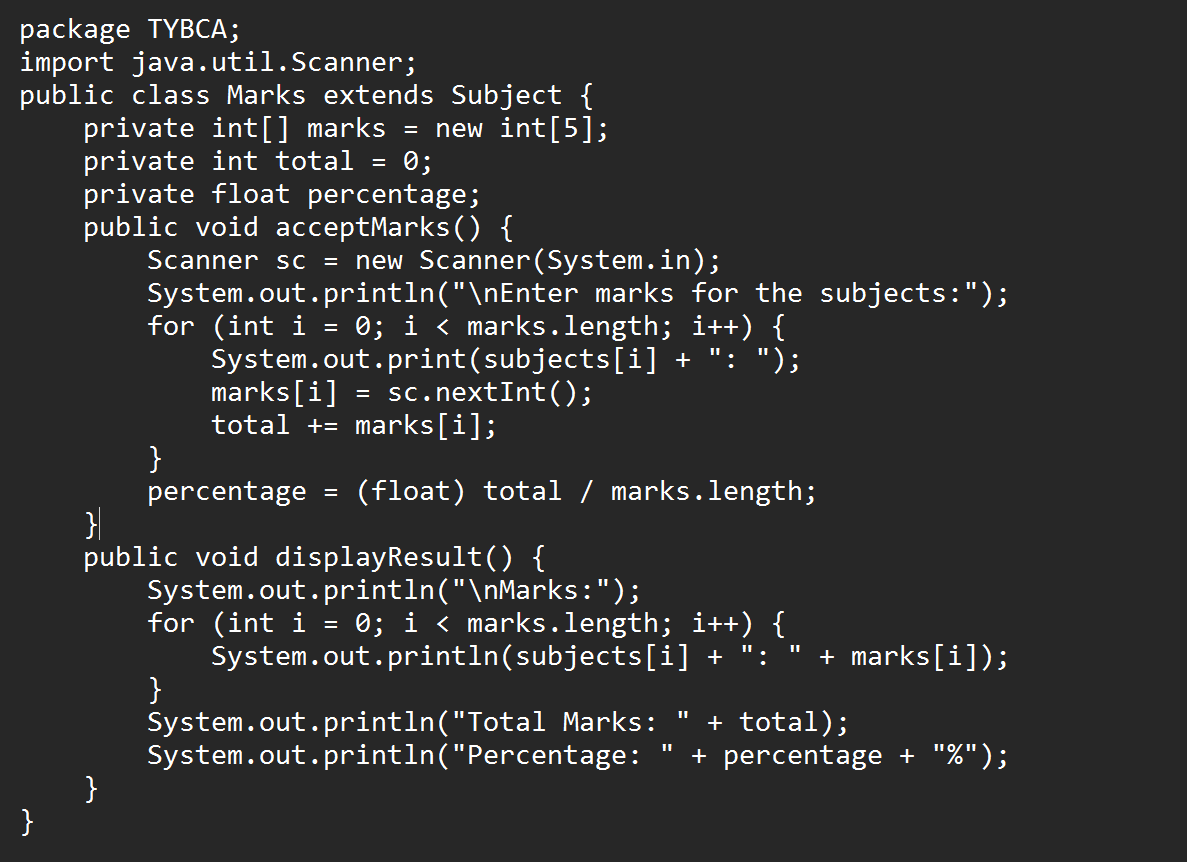 package TYBCA;
import java.util.Scanner;
public class Marks extends Subject {
    private int[] marks = new int[5];
    private int total = 0;
    private float percentage;
    public void acceptMarks() {
        Scanner sc = new Scanner(System.in);
        System.out.println("\nEnter marks for the subjects:");
        for (int i = 0; i < marks.length; i++) {
            System.out.print(subjects[i] + ": ");
            marks[i] = sc.nextInt();
            total += marks[i];
        }
        percentage = (float) total / marks.length;
    }
    public void displayResult() {
        System.out.println("\nMarks:");
        for (int i = 0; i < marks.length; i++) {
            System.out.println(subjects[i] + ": " + marks[i]);
        }
        System.out.println("Total Marks: " + total);
        System.out.println("Percentage: " + percentage + "%");
    }
}